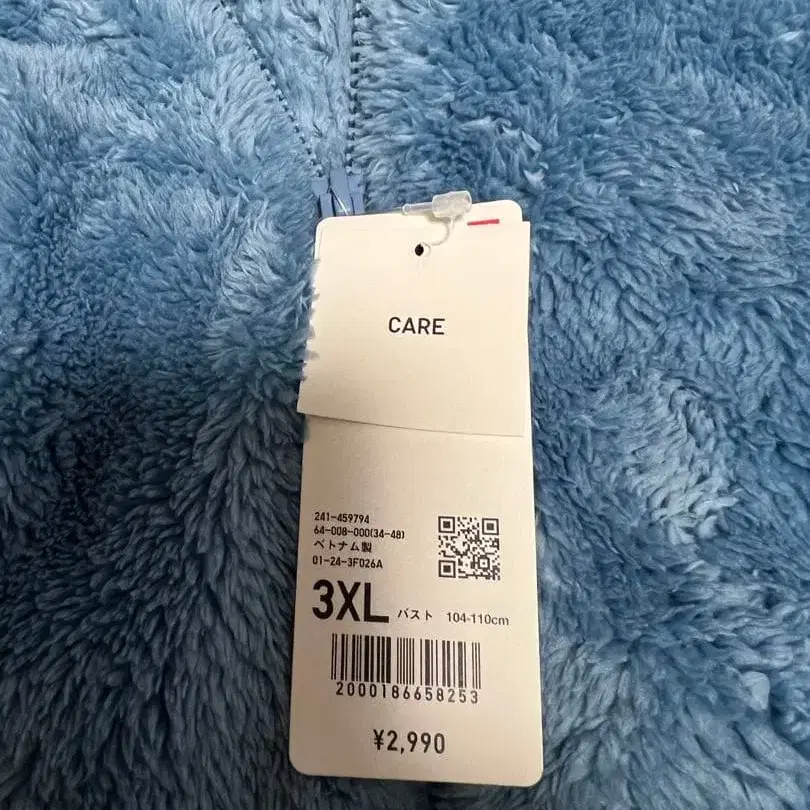 CARE
241-459794
64-008-000(34-48)
ベトナム製
01-24-3F026A
3XL バスト 104-110cm
2000186658253
¥2,990